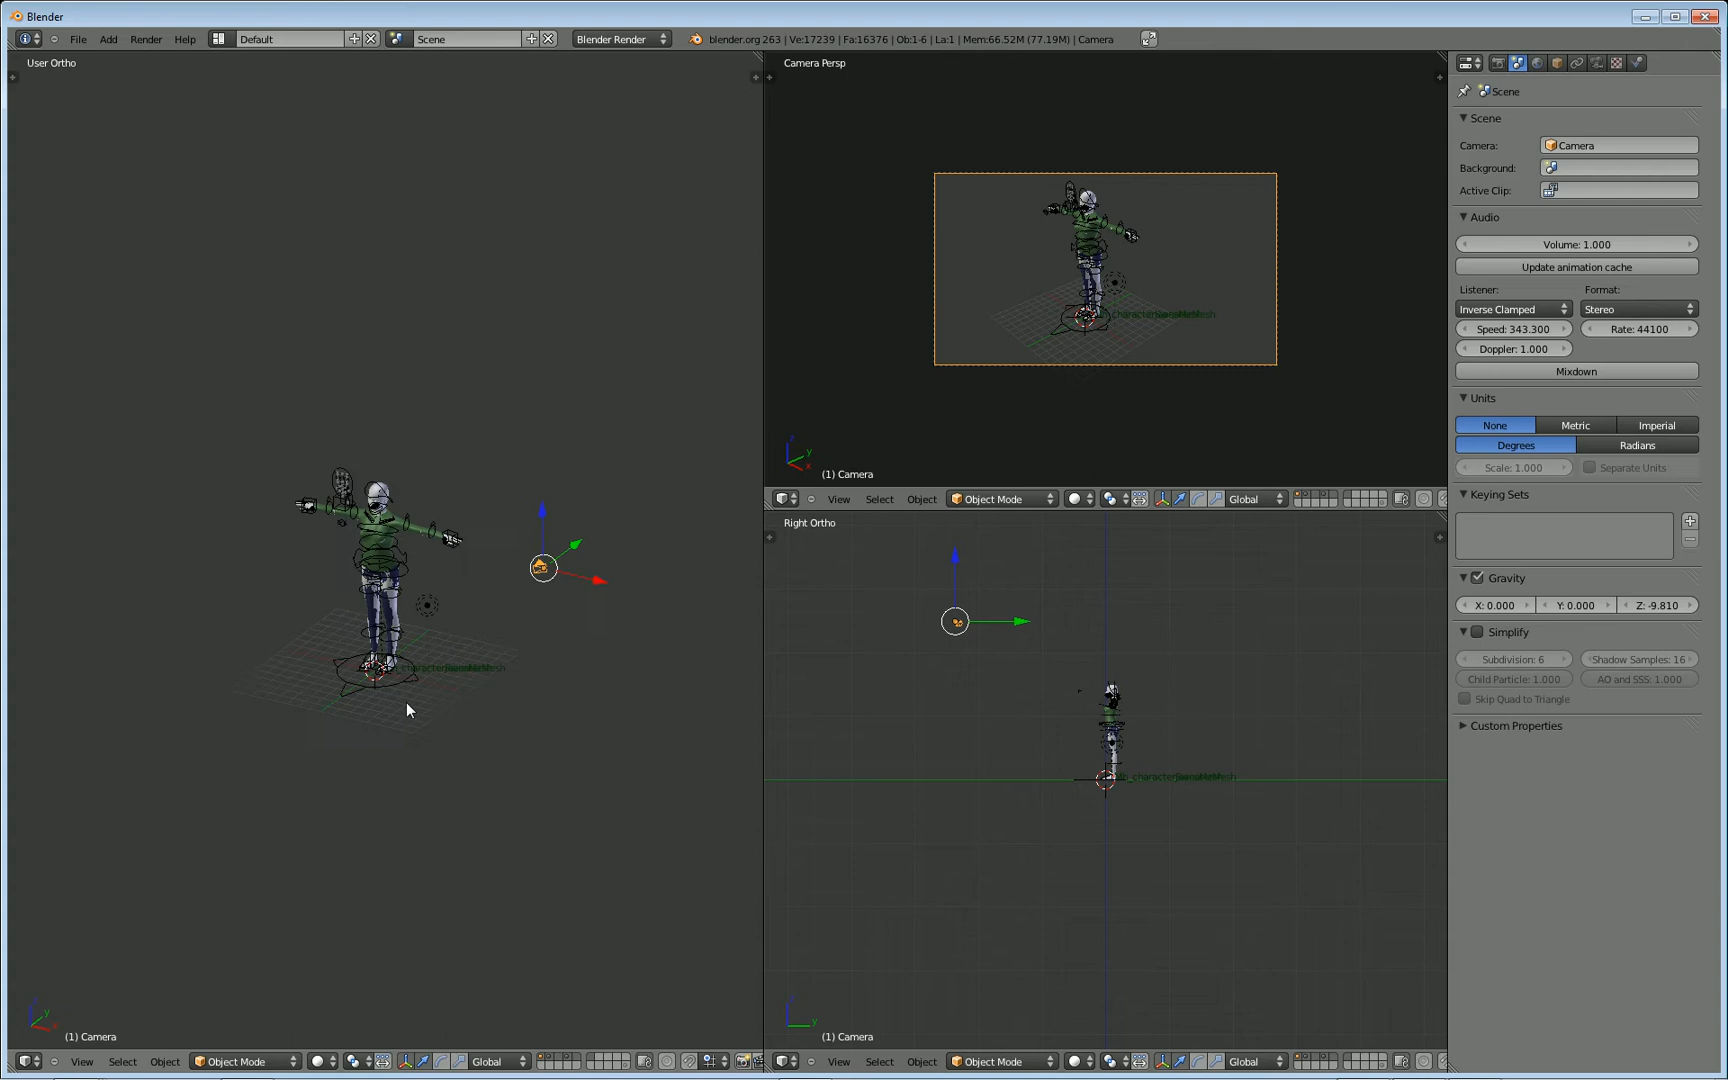 Blender
File Add Render Help Default Scene Blender Render blender.org 263 | Ve:17239 | Fa:16376 | Ob:1-6 | La:1 | Mem:66.52M (77.19M) | Camera
User Ortho
(1) Camera
View Select Object Object Mode Global
Camera Persp
(1) Camera
View Select Object Object Mode Global
Right Ortho
(1) Camera
View Select Object Object Mode Global
Scene
Scene
Camera: Camera
Background:
Active Clip:
Audio
Volume: 1.000
Update animation cache
Listener: Format:
Inverse Clamped Stereo
Speed: 343.300 Rate: 44100
Doppler: 1.000
Mixdown
Units
None Metric Imperial
Degrees Radians
Scale: 1.000 Separate Units
Keying Sets
Gravity
X: 0.000 Y: 0.000 Z: -9.810
Simplify
Subdivision: 6 Shadow Samples: 16
Child Particle: 1.000 AO and SSS: 1.000
Skip Quad to Triangle
Custom Properties